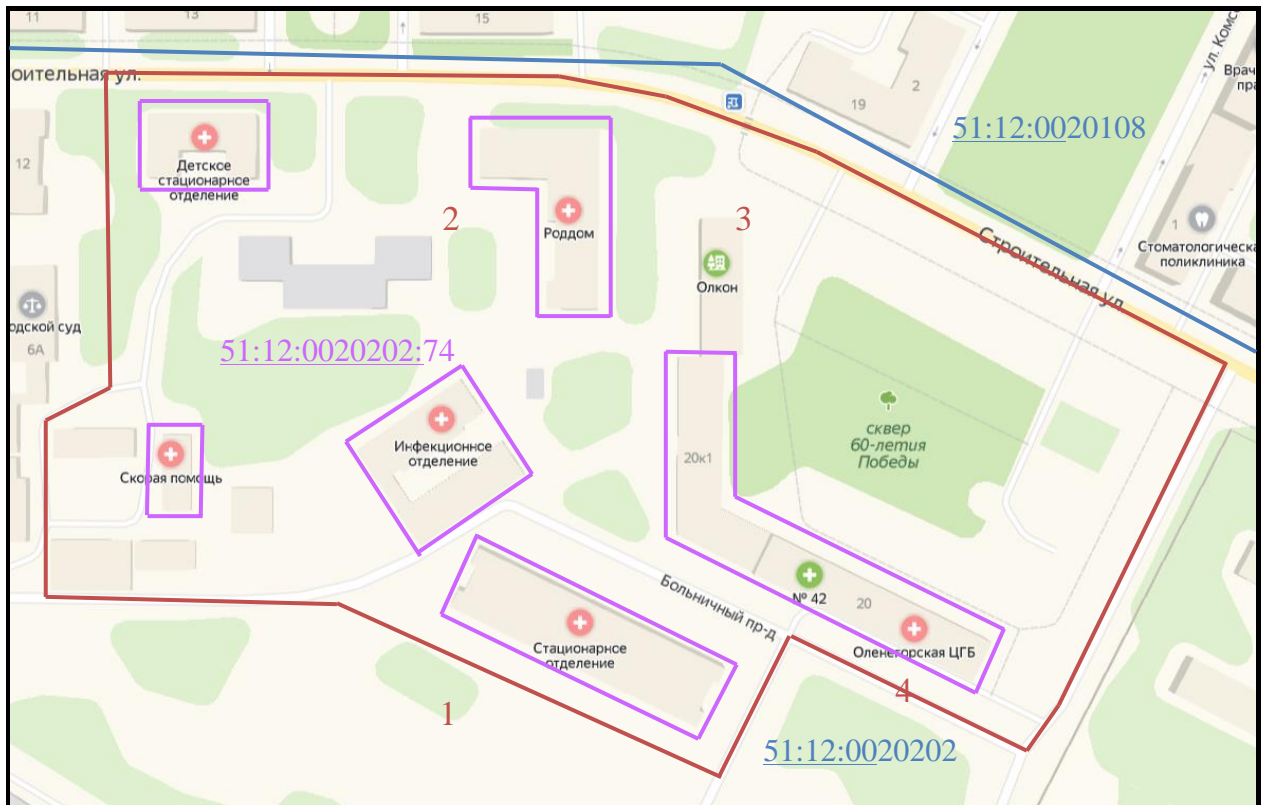 11
13
15
оительная ул.
19
2
ул. Комс
Врач
пра
51:12:0020108
12
Детское
стационарное
отделение
2
Роддом
3
1
Стоматологическа
поликлиника
Строительная ул.
Олкон
одской суд
6А
51:12:0020202:74
сквер
60-летия
Победы
Инфекционное
отделение
20к1
Скорая помощь
Больничный пр-д
№ 42
20
Стационарное
отделение
Оленегорская ЦГБ
4
1
51:12:0020202